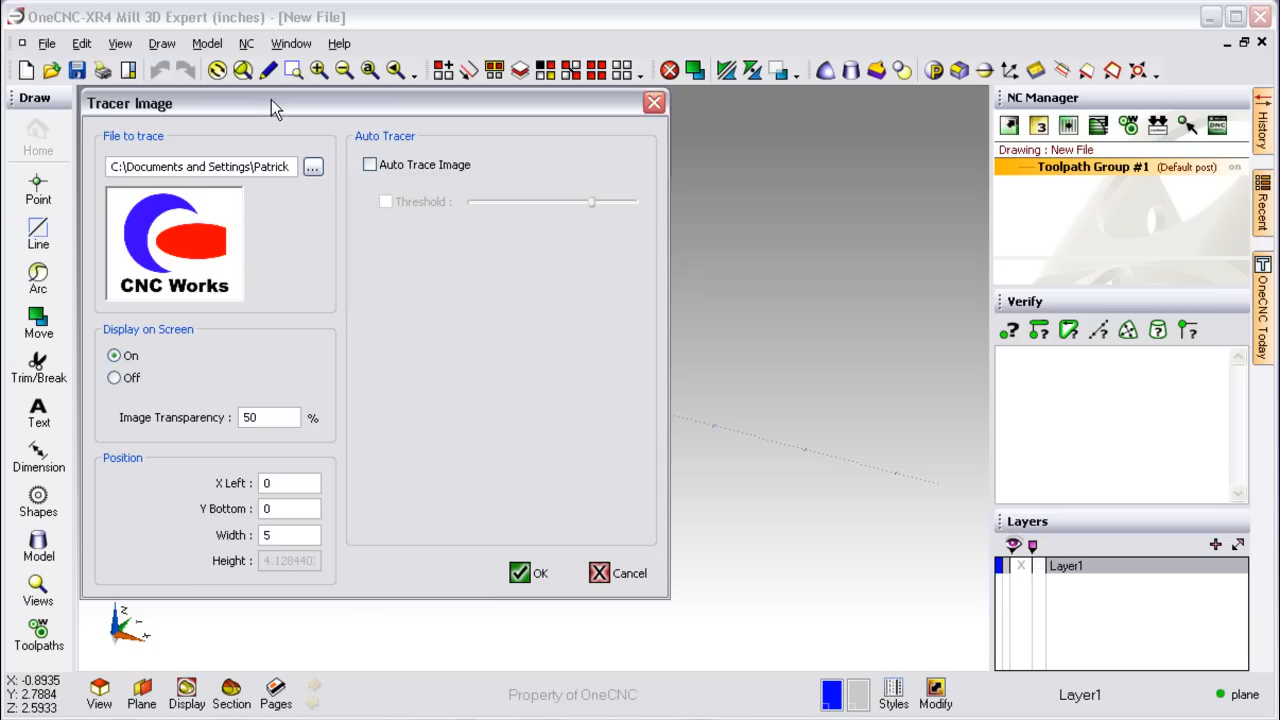 OneCNC-XR4 Mill 3D Expert (inches) - [New File]
File Edit View Draw Model NC Window Help
Draw
Home
Point
Line
Arc
Move
Trim/Break
Text
Dimension
Shapes
Model
Views
Toolpaths
Tracer Image
File to trace
C:\Documents and Settings\Patrick
...
CNC Works
Display on Screen
On
Off
Image Transparency : 50 %
Position
X Left : 0
Y Bottom : 0
Width : 5
Height : 4.128440
Auto Tracer
Auto Trace Image
Threshold :
OK Cancel
NC Manager
Drawing : New File
Toolpath Group #1 (Default post) on
Verify
Layers
X Layer1
History
Recent
OneCNC Today
Z
X: -0.8935
Y: 2.7884
Z: 2.5933
View Plane Display Section Pages
Property of OneCNC
Styles Modify
Layer1
plane